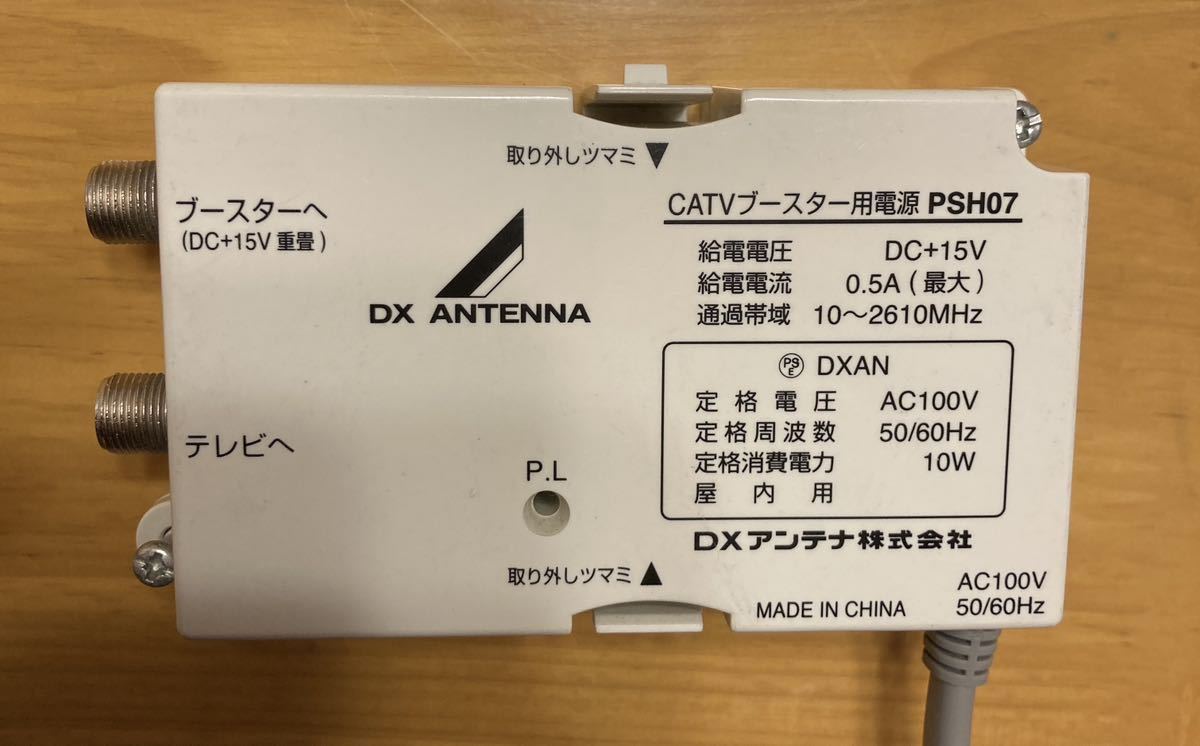 取り外しツマミ▼
ブースターへ
(DC+15V 重畳)
DX ANTENNA
テレビへ
P.L
CATVブースター用電源 PSH07
給電電圧 DC+15V
給電電流 0.5A(最大)
通過帯域 10〜2610MHz
PSE DXAN
定格電圧 AC100V
定格周波数 50/60Hz
定格消費電力 10W
屋内用
DXアンテナ株式会社
取り外しツマミ▲
AC100V
MADE IN CHINA 50/60Hz